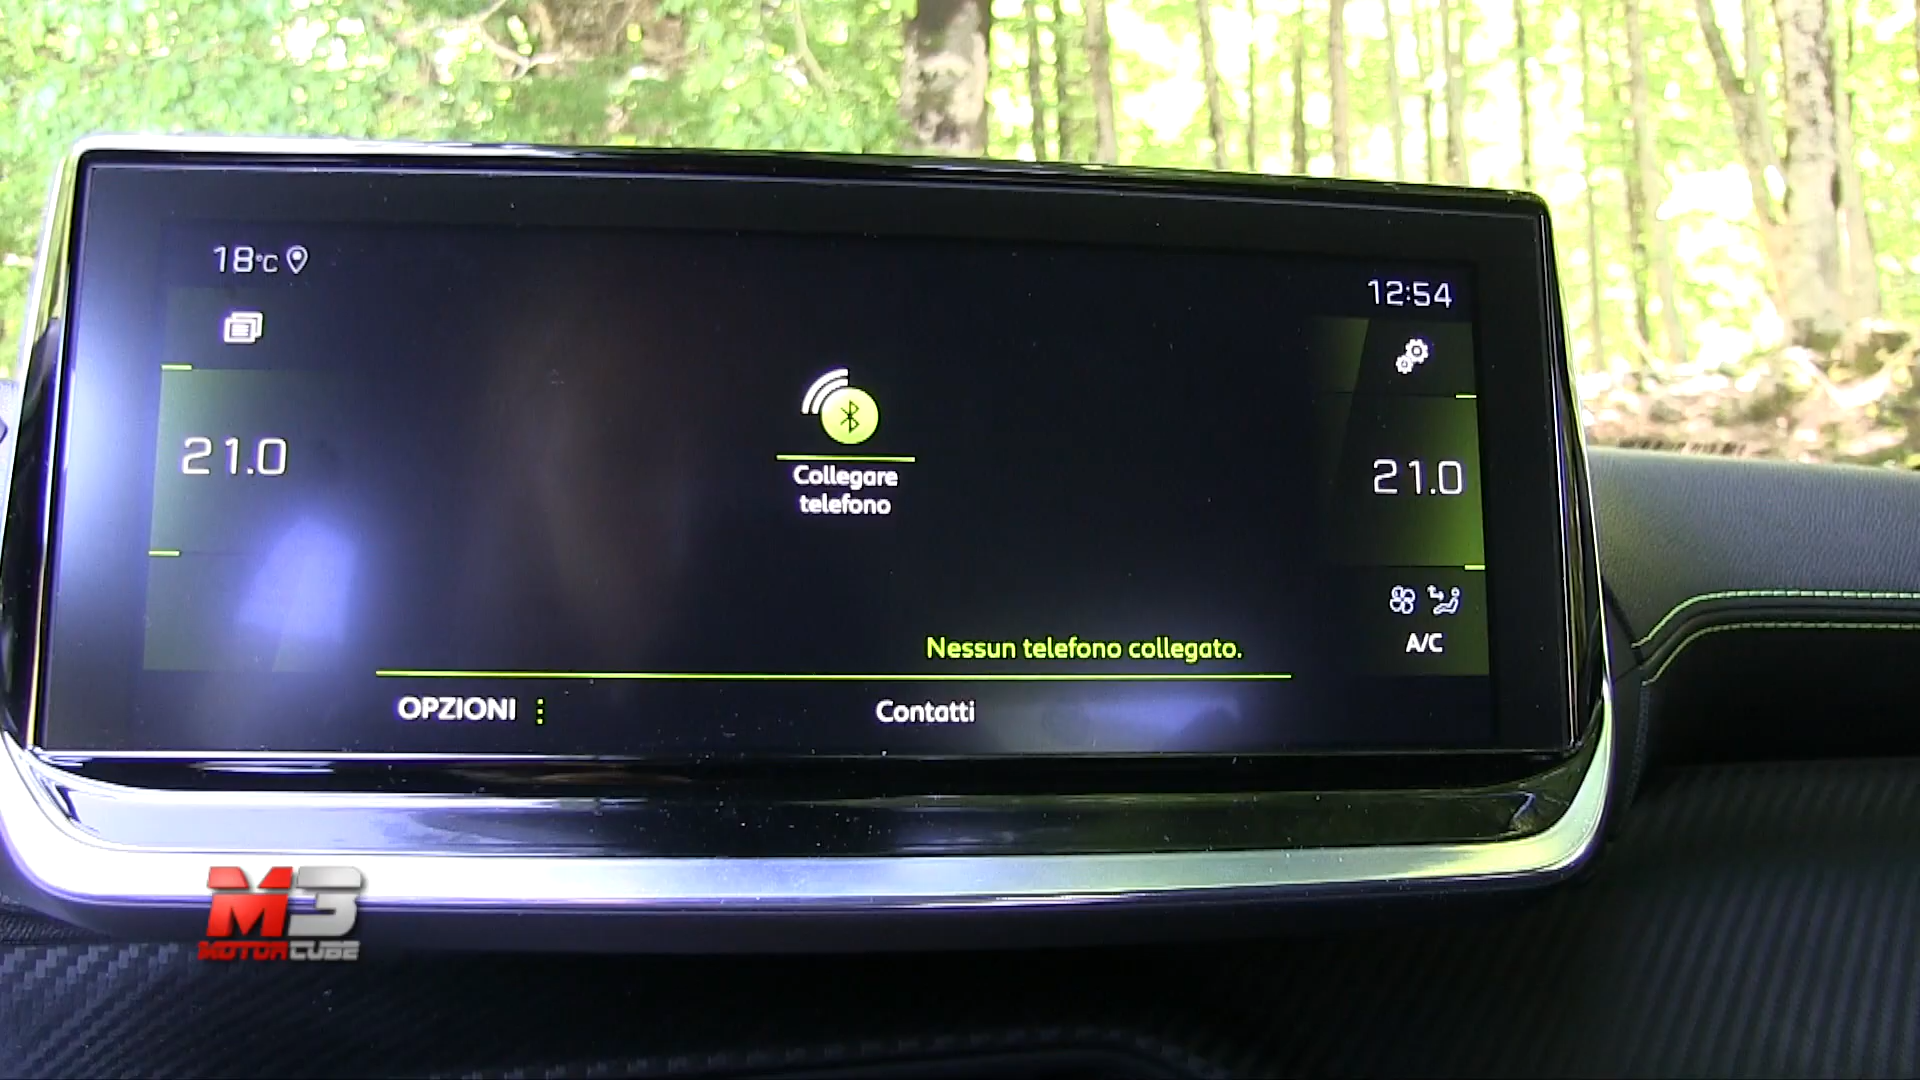 18°C
12:54
21.0
21.0
Collegare
telefono
A/C
Nessun telefono collegato.
OPZIONI
Contatti
M3
MOTORCUBE